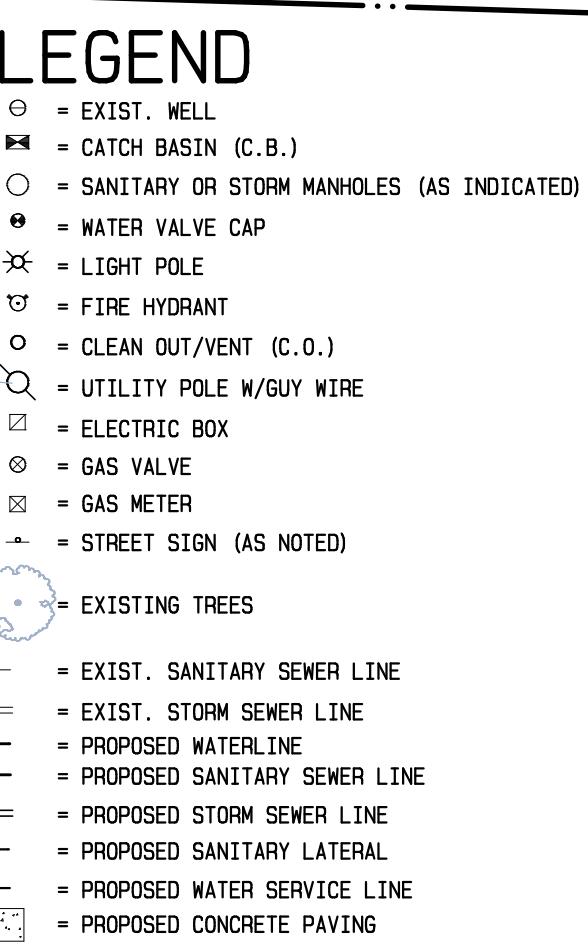 LEGEND
= EXIST. WELL
= CATCH BASIN (C.B.)
= SANITARY OR STORM MANHOLES (AS INDICATED)
= WATER VALVE CAP
= LIGHT POLE
= FIRE HYDRANT
= CLEAN OUT/VENT (C.O.)
= UTILITY POLE W/GUY WIRE
= ELECTRIC BOX
= GAS VALVE
= GAS METER
= STREET SIGN (AS NOTED)
= EXISTING TREES
= EXIST. SANITARY SEWER LINE
= EXIST. STORM SEWER LINE
= PROPOSED WATERLINE
= PROPOSED SANITARY SEWER LINE
= PROPOSED STORM SEWER LINE
= PROPOSED SANITARY LATERAL
= PROPOSED WATER SERVICE LINE
= PROPOSED CONCRETE PAVING